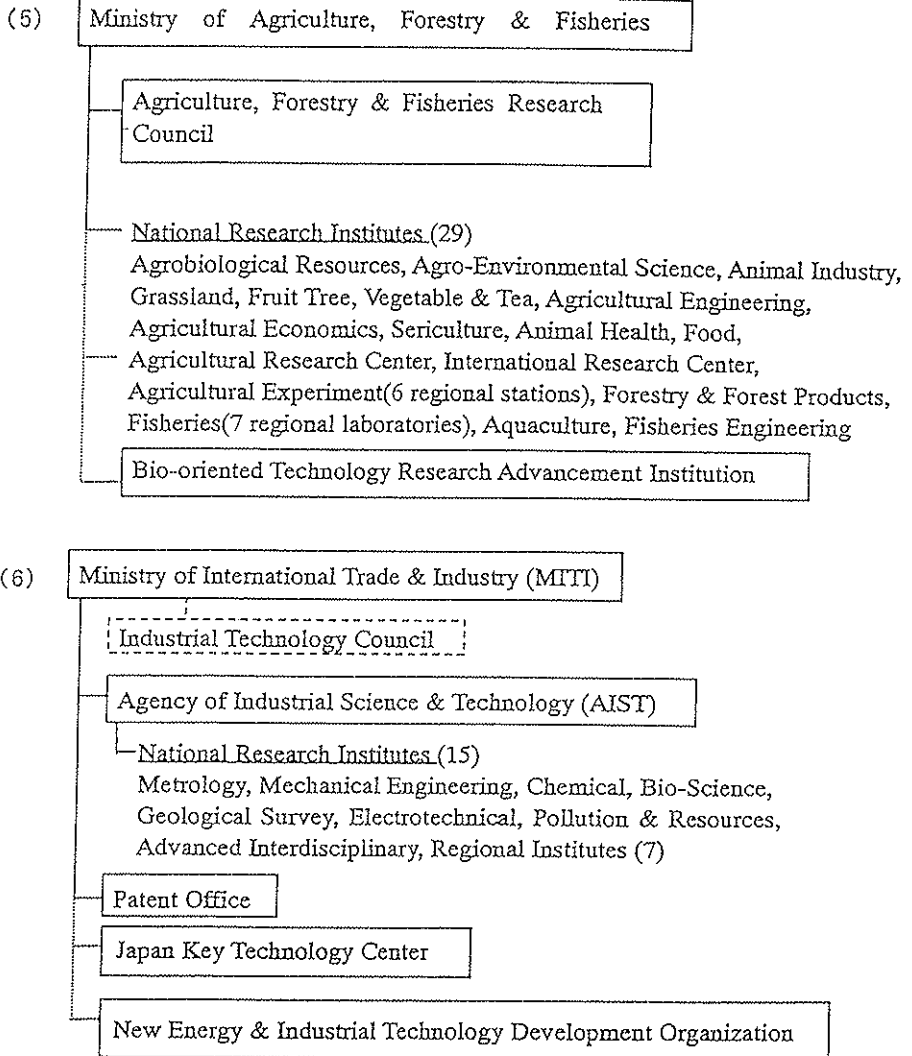 (5) Ministry of Agriculture, Forestry & Fisheries
Agriculture, Forestry & Fisheries Research
Council
National Research Institutes (29)
Agrobiological Resources, Agro-Environmental Science, Animal Industry,
Grassland, Fruit Tree, Vegetable & Tea, Agricultural Engineering,
Agricultural Economics, Sericulture, Animal Health, Food,
Agricultural Research Center, International Research Center,
Agricultural Experiment(6 regional stations), Forestry & Forest Products,
Fisheries(7 regional laboratories), Aquaculture, Fisheries Engineering
Bio-oriented Technology Research Advancement Institution
(6) Ministry of International Trade & Industry (MITI)
Industrial Technology Council
Agency of Industrial Science & Technology (AIST)
National Research Institutes (15)
Metrology, Mechanical Engineering, Chemical, Bio-Science,
Geological Survey, Electrotechnical, Pollution & Resources,
Advanced Interdisciplinary, Regional Institutes (7)
Patent Office
Japan Key Technology Center
New Energy & Industrial Technology Development Organization